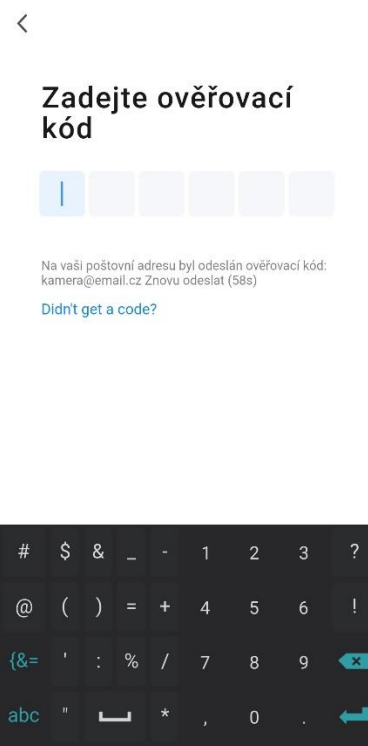 Zadejte ověřovací
kód
Na vaši poštovní adresu byl odeslán ověřovací kód:
kamera@email.cz Znovu odeslat (58s)
Didn't get a code?
# $ & _ - 1 2 3 ?
@ ( ) = + 4 5 6 !
{&= ' : % / 7 8 9
abc " * , 0 .